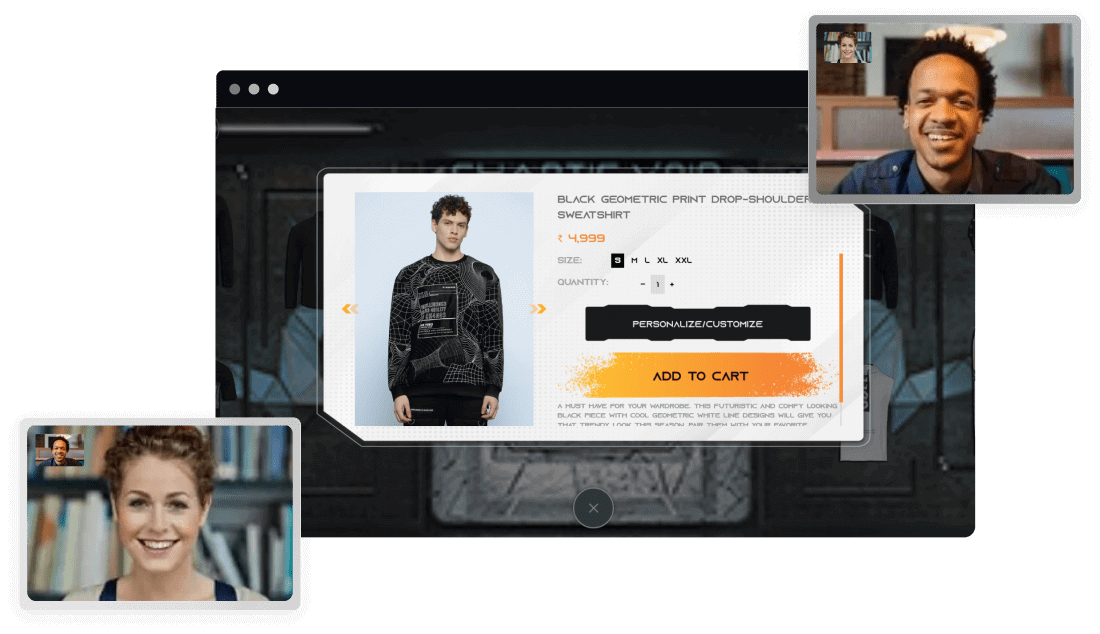 CHAOTIC VOID
BLACK GEOMETRIC PRINT DROP-SHOULDER
SWEATSHIRT
₹ 4,999
SIZE: S M L XL XXL
QUANTITY: - 1 +
PERSONALIZE/CUSTOMIZE
ADD TO CART
A MUST HAVE FOR YOUR WARDROBE. THIS FUTURISTIC AND COMFY LOOKING
BLACK PIECE WITH COOL GEOMETRIC WHITE LINE DESIGNS WILL GIVE YOU
THAT TRENDY LOOK THIS SEASON. PAIR THEM WITH YOUR FAVORITE